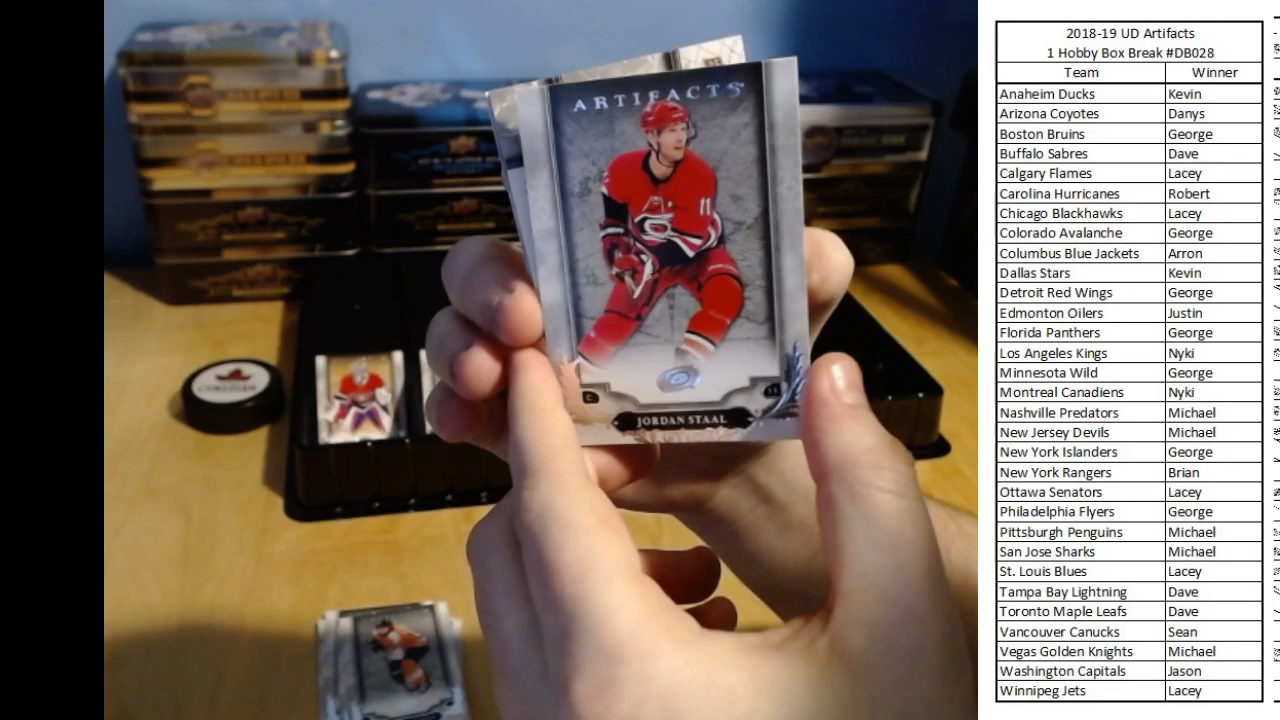 ARTIFACTS
11
C
11
JORDAN STAAL
CANADIAN
2018-19 UD Artifacts
1 Hobby Box Break #DB028
Team Winner
Anaheim Ducks Kevin
Arizona Coyotes Danys
Boston Bruins George
Buffalo Sabres Dave
Calgary Flames Lacey
Carolina Hurricanes Robert
Chicago Blackhawks Lacey
Colorado Avalanche George
Columbus Blue Jackets Arron
Dallas Stars Kevin
Detroit Red Wings George
Edmonton Oilers Justin
Florida Panthers George
Los Angeles Kings Nyki
Minnesota Wild George
Montreal Canadiens Nyki
Nashville Predators Michael
New Jersey Devils Michael
New York Islanders George
New York Rangers Brian
Ottawa Senators Lacey
Philadelphia Flyers George
Pittsburgh Penguins Michael
San Jose Sharks Michael
St. Louis Blues Lacey
Tampa Bay Lightning Dave
Toronto Maple Leafs Dave
Vancouver Canucks Sean
Vegas Golden Knights Michael
Washington Capitals Jason
Winnipeg Jets Lacey